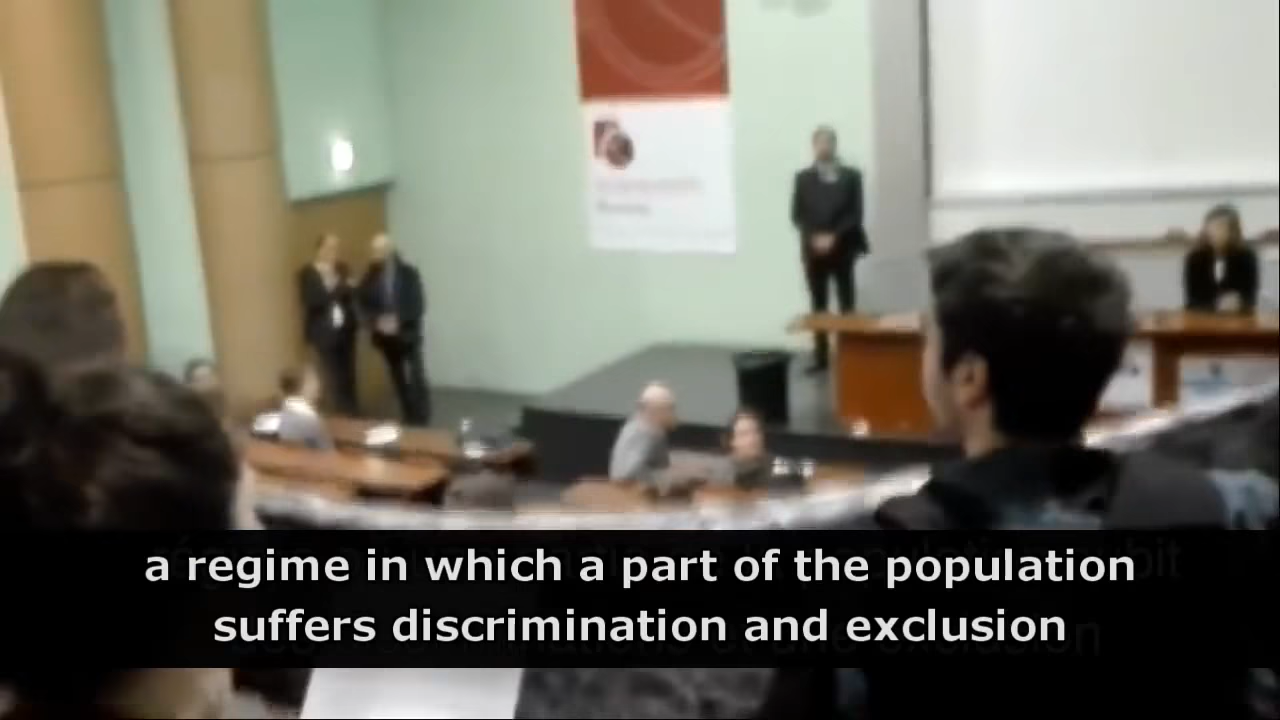 a regime in which a part of the population
suffers discrimination and exclusion